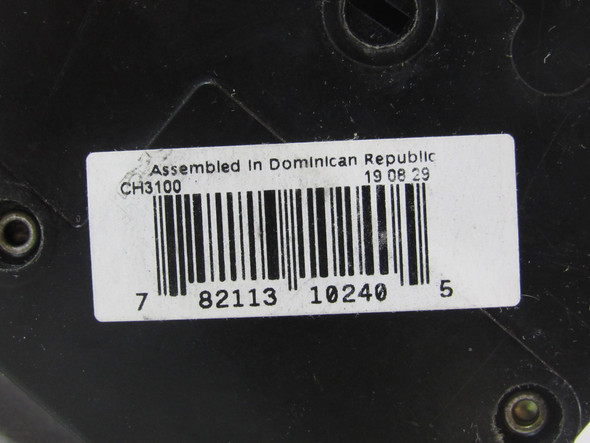 Assembled in Dominican Republic
CH3100 19 08 29
7 82113 10240 5